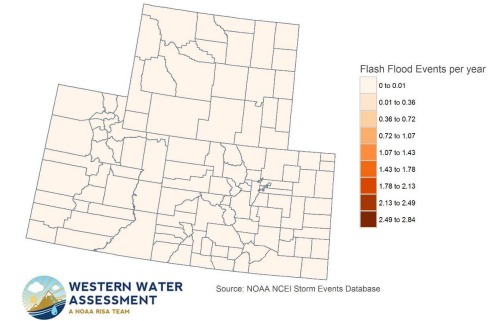 Flash Flood Events per year
0 to 0.01
0.01 to 0.36
0.36 to 0.72
0.72 to 1.07
1.07 to 1.43
1.43 to 1.78
1.78 to 2.13
2.13 to 2.49
2.49 to 2.84
WESTERN WATER
ASSESSMENT
A NOAA RISA TEAM
Source: NOAA NCEI Storm Events Database